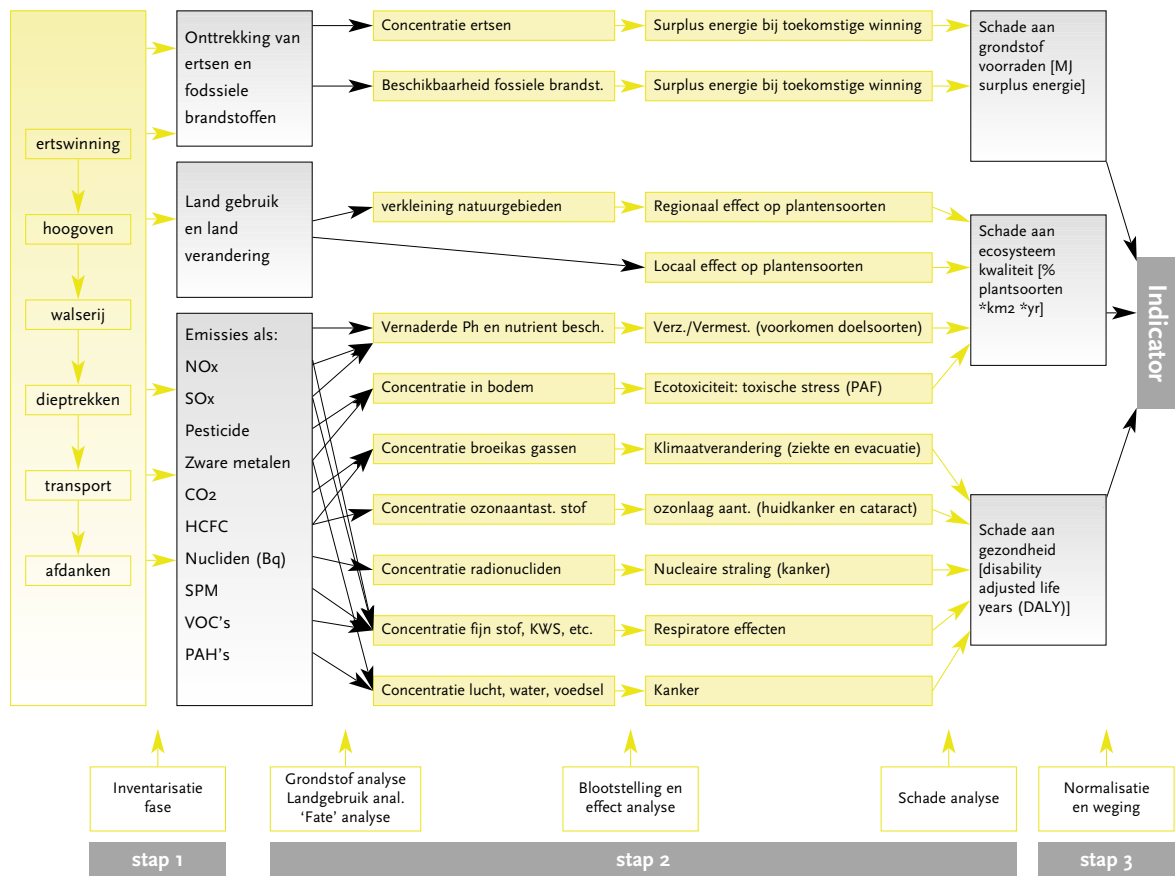 ertswinning
hoogoven
walserij
dieptrekken
transport
afdanken
Onttrekking van
ertsen en
fodssiele
brandstoffen
Land gebruik
en land
verandering
Emissies als:
NOx
SOx
Pesticide
Zware metalen
CO2
HCFC
Nucliden (Bq)
SPM
VOC's
PAH's
Concentratie ertsen
Beschikbaarheid fossiele brandst.
verkleining natuurgebieden
Vernaderde Ph en nutrient besch.
Concentratie in bodem
Concentratie broeikas gassen
Concentratie ozonaantast. stof
Concentratie radionucliden
Concentratie fijn stof, KWS, etc.
Concentratie lucht, water, voedsel
Surplus energie bij toekomstige winning
Surplus energie bij toekomstige winning
Regionaal effect op plantensoorten
Locaal effect op plantensoorten
Verz./Vermest. (voorkomen doelsoorten)
Ecotoxiciteit: toxische stress (PAF)
Klimaatverandering (ziekte en evacuatie)
ozonlaag aant. (huidkanker en cataract)
Nucleaire straling (kanker)
Respiratore effecten
Kanker
Schade aan
grondstof
voorraden [MJ
surplus energie]
Schade aan
ecosysteem
kwaliteit [%
plantsoorten
*km2 *yr]
Schade aan
gezondheid
[disability
adjusted life
years (DALY)]
Indicator
Inventarisatie
fase
Grondstof analyse
Landgebruik anal.
‘Fate’ analyse
Blootstelling en
effect analyse
Schade analyse
Normalisatie
en weging
stap 1
stap 2
stap 3